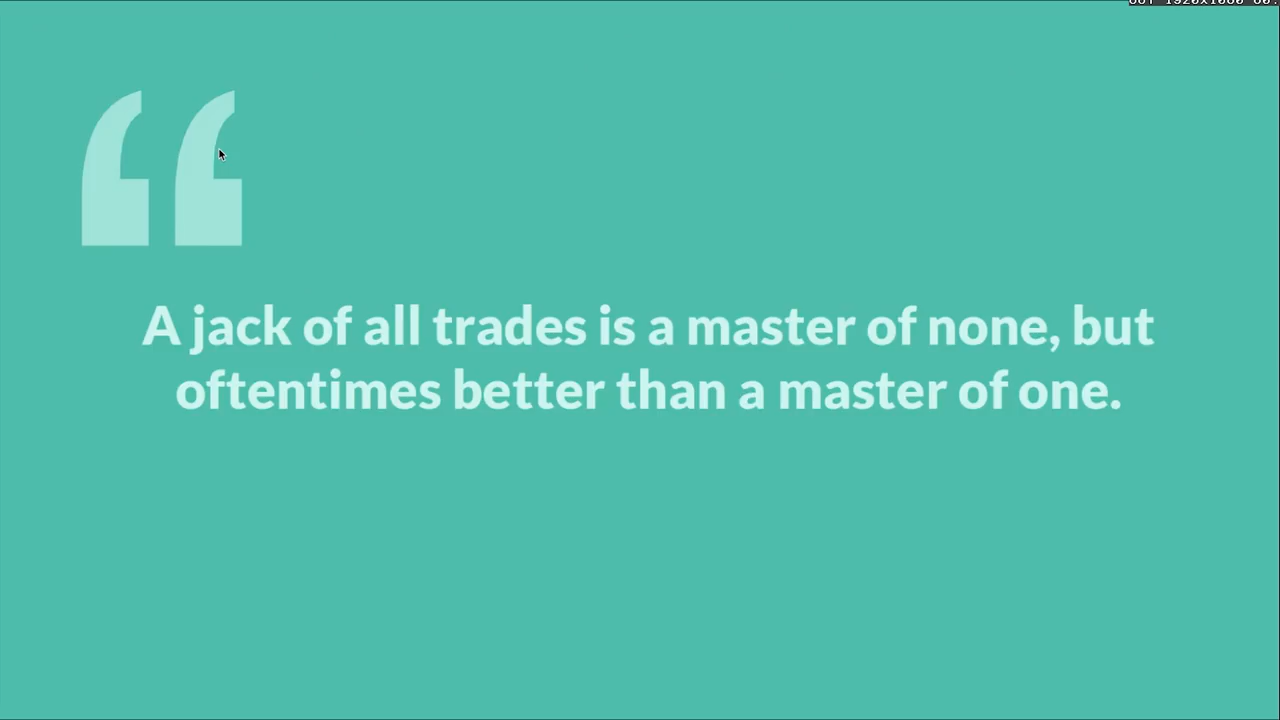 “
A jack of all trades is a master of none, but
oftentimes better than a master of one.